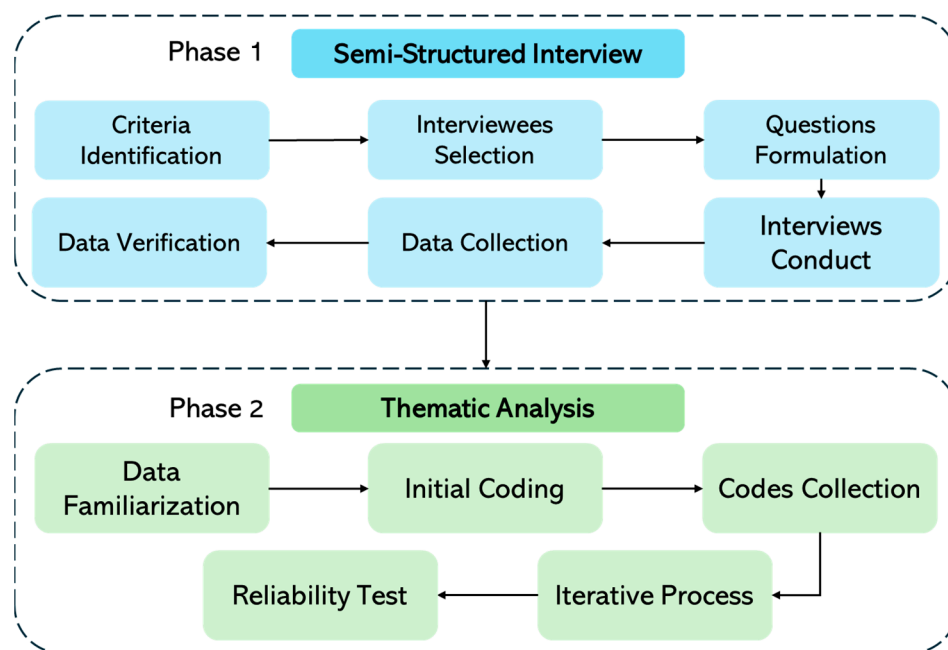 Phase 1
Semi-Structured Interview
Criteria
Identification
Interviewees
Selection
Questions
Formulation
Data Verification
Data Collection
Interviews
Conduct
Phase 2
Thematic Analysis
Data
Familiarization
Initial Coding
Codes Collection
Reliability Test
Iterative Process